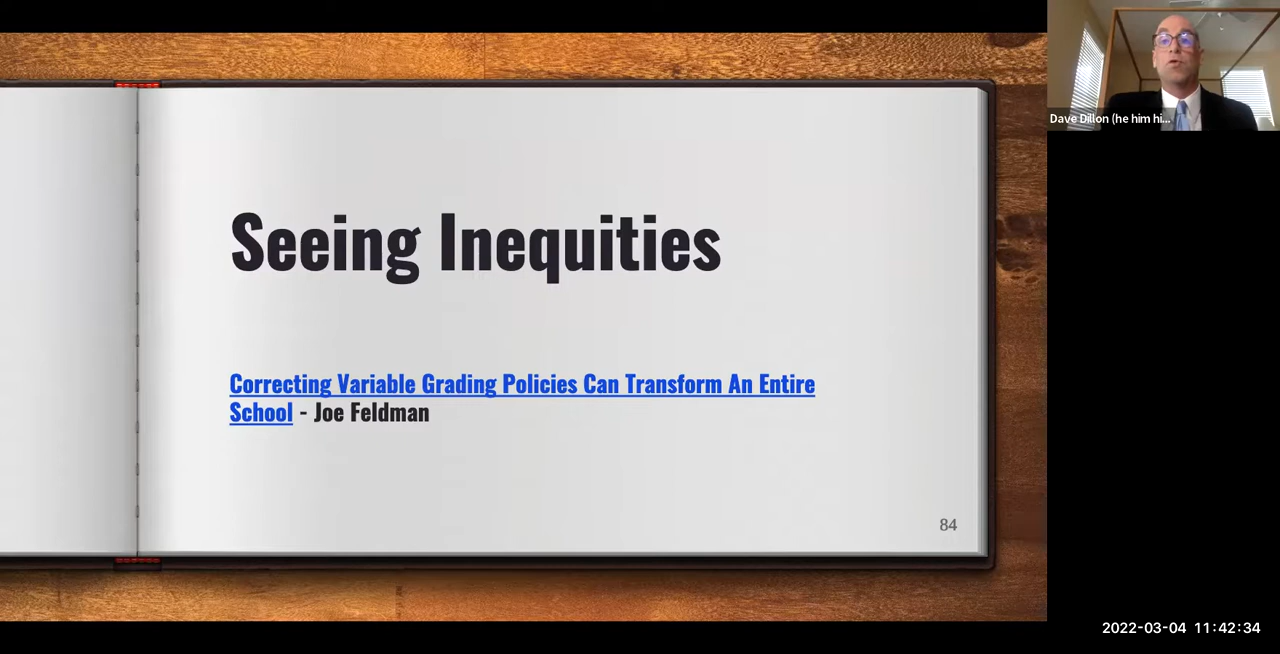 Seeing Inequities
Correcting Variable Grading Policies Can Transform An Entire
School - Joe Feldman
84
Dave Dillon (he him hi...
2022-03-04 11:42:34